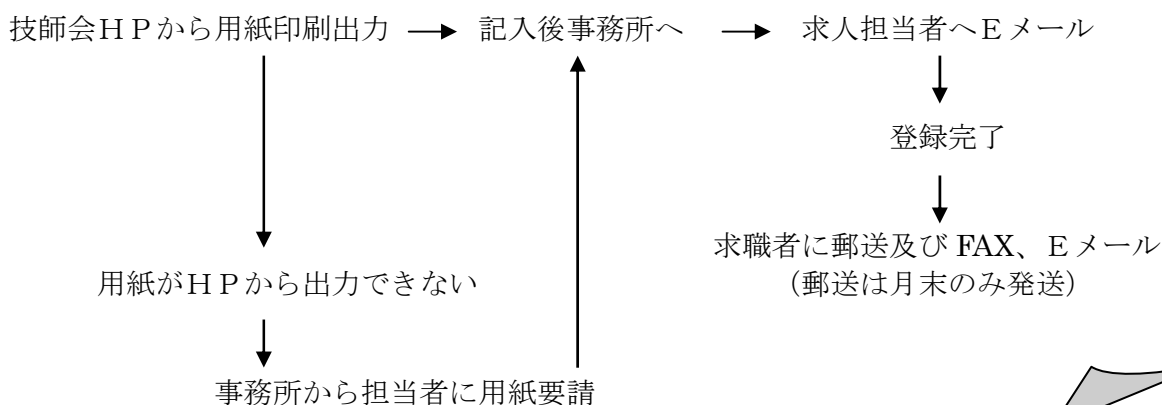 技師会ＨＰから用紙印刷出力
記入後事務所へ
求人担当者へＥメール
登録完了
求職者に郵送及び FAX、Ｅメール
（郵送は月末のみ発送）
用紙がＨＰから出力できない
事務所から担当者に用紙要請